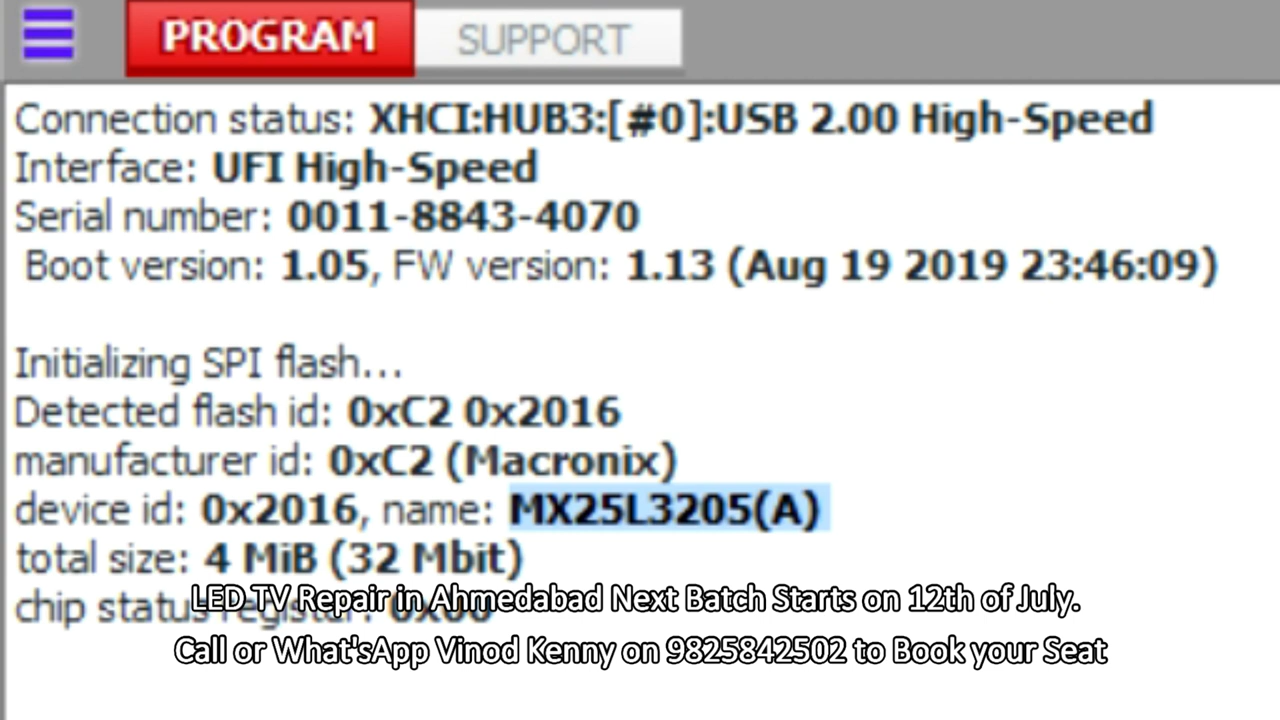 PROGRAM SUPPORT
Connection status: XHCI:HUB3:[#0]:USB 2.00 High-Speed
Interface: UFI High-Speed
Serial number: 0011-8843-4070
Boot version: 1.05, FW version: 1.13 (Aug 19 2019 23:46:09)
Initializing SPI flash...
Detected flash id: 0xC2 0x2016
manufacturer id: 0xC2 (Macronix)
device id: 0x2016, name: MX25L3205(A)
total size: 4 MiB (32 Mbit)
chip status register: 0x00
LED TV Repair in Ahmedabad Next Batch Starts on 12th of July.
Call or What'sApp Vinod Kenny on 9825842502 to Book your Seat